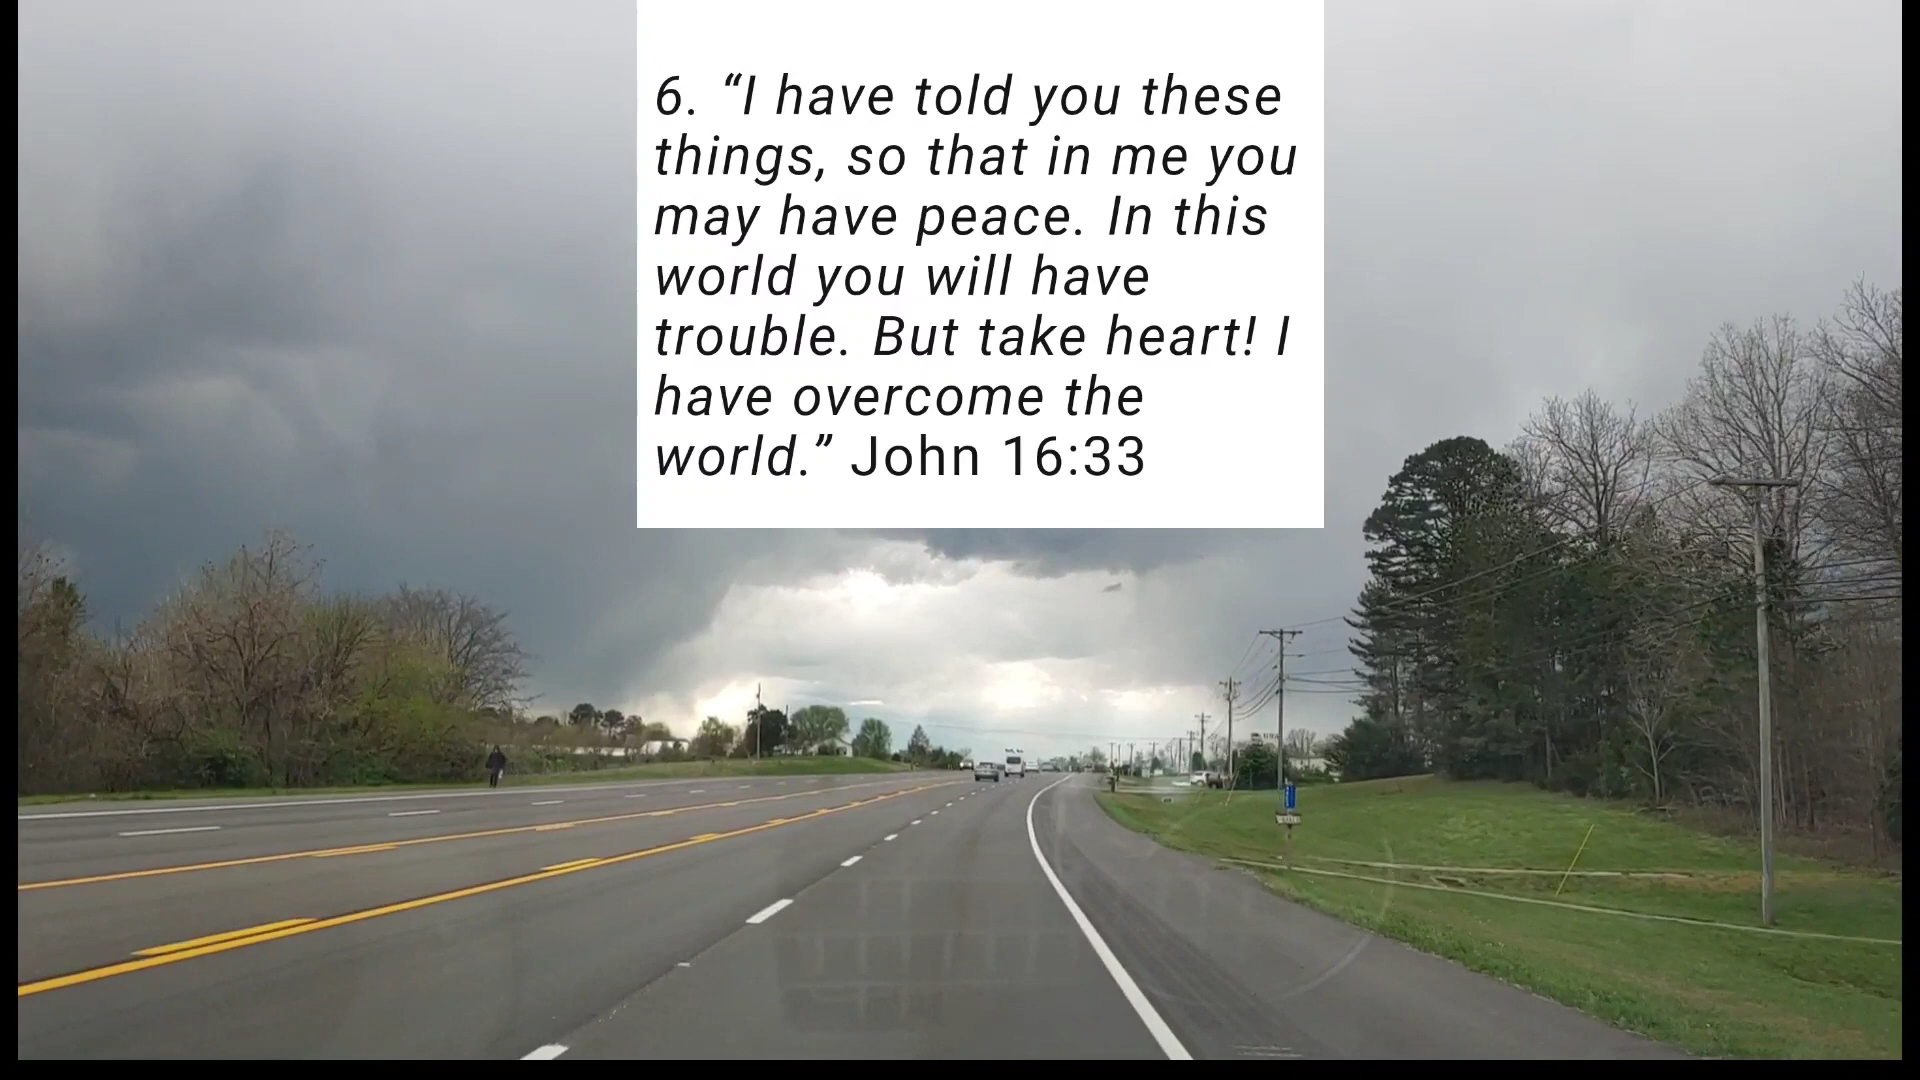 6. “I have told you these
things, so that in me you
may have peace. In this
world you will have
trouble. But take heart! I
have overcome the
world.” John 16:33